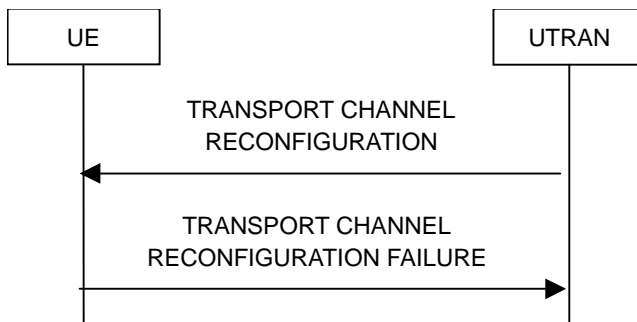 UE
UTRAN
TRANSPORT CHANNEL
RECONFIGURATION
TRANSPORT CHANNEL
RECONFIGURATION FAILURE